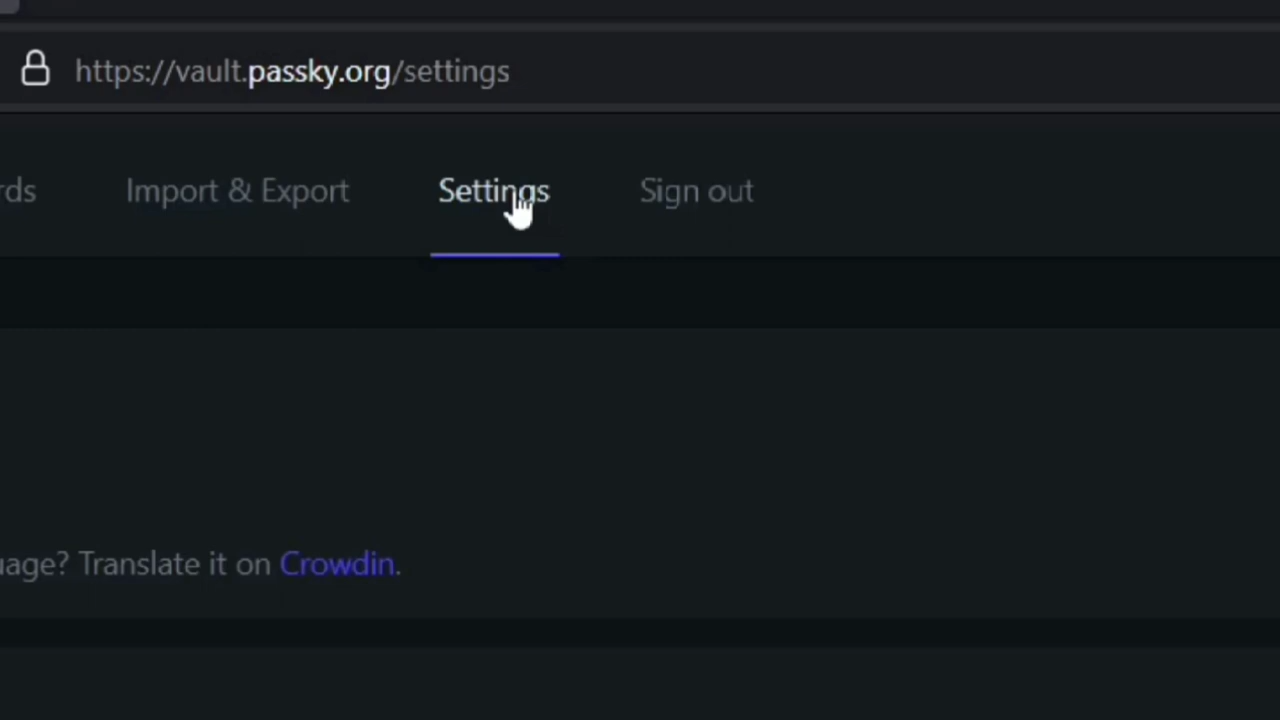 https://vault.passky.org/settings
Import & Export Settings Sign out
Translate it on Crowdin.